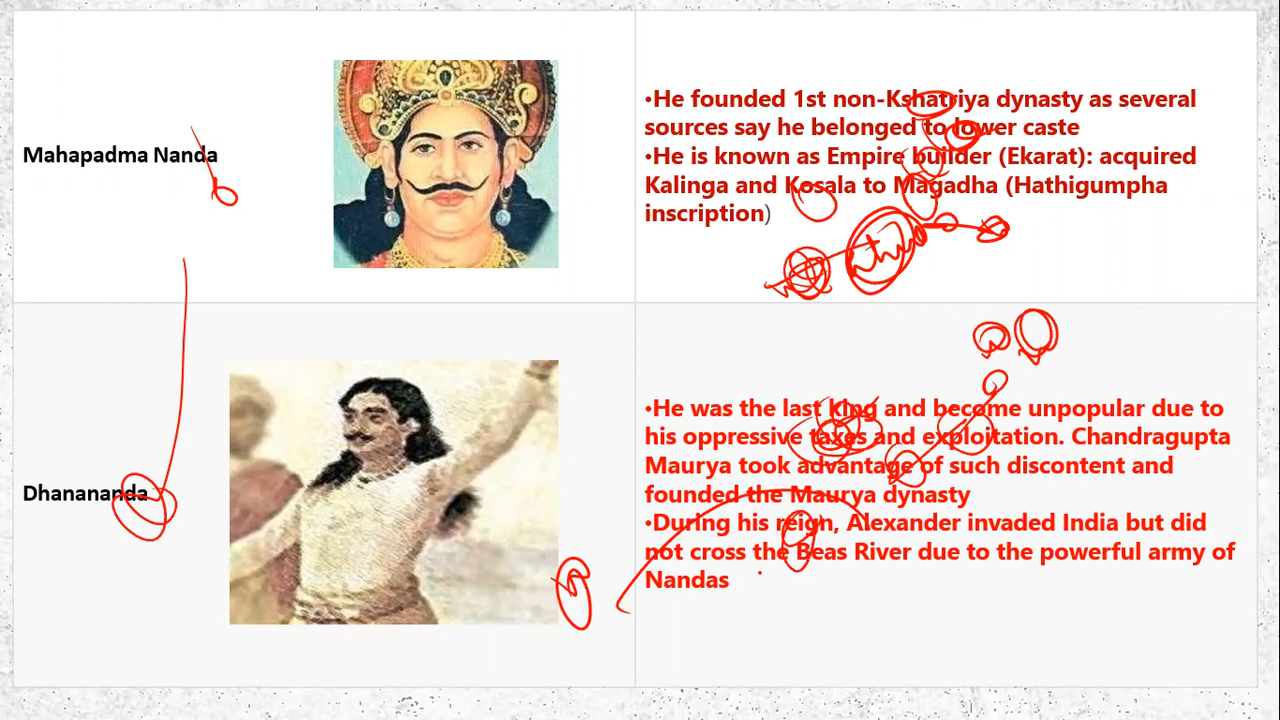 Mahapadma Nanda
•He founded 1st non-Kshatriya dynasty as several
sources say he belonged to lower caste
•He is known as Empire builder (Ekarat): acquired
Kalinga and Kosala to Magadha (Hathigumpha
inscription)
Dhanananda
•He was the last king and become unpopular due to
his oppressive taxes and exploitation. Chandragupta
Maurya took advantage of such discontent and
founded the Maurya dynasty
•During his reign, Alexander invaded India but did
not cross the Beas River due to the powerful army of
Nandas